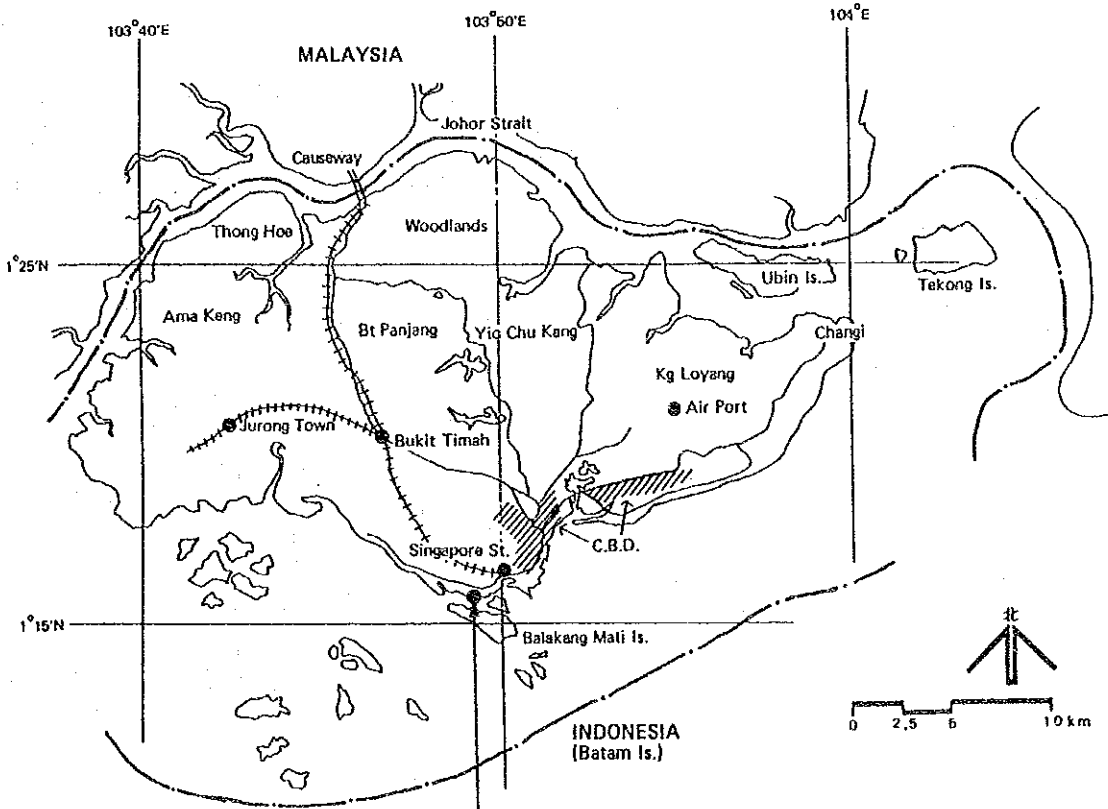 103°40'E
103°50'E
104°E
MALAYSIA
Johor Strait
Causeway
Thong Hoe
Woodlands
1°25'N
Ubin Is.
Tekong Is.
Ama Keng
Bt Panjang
Yio Chu Kang
Changi
Kg Loyang
Air Port
Jurong Town
Bukit Timah
Singapore St.
C.B.D.
1°15'N
Balakang Mati Is.
北
0 2,5 5 10 km
INDONESIA
(Batam Is.)